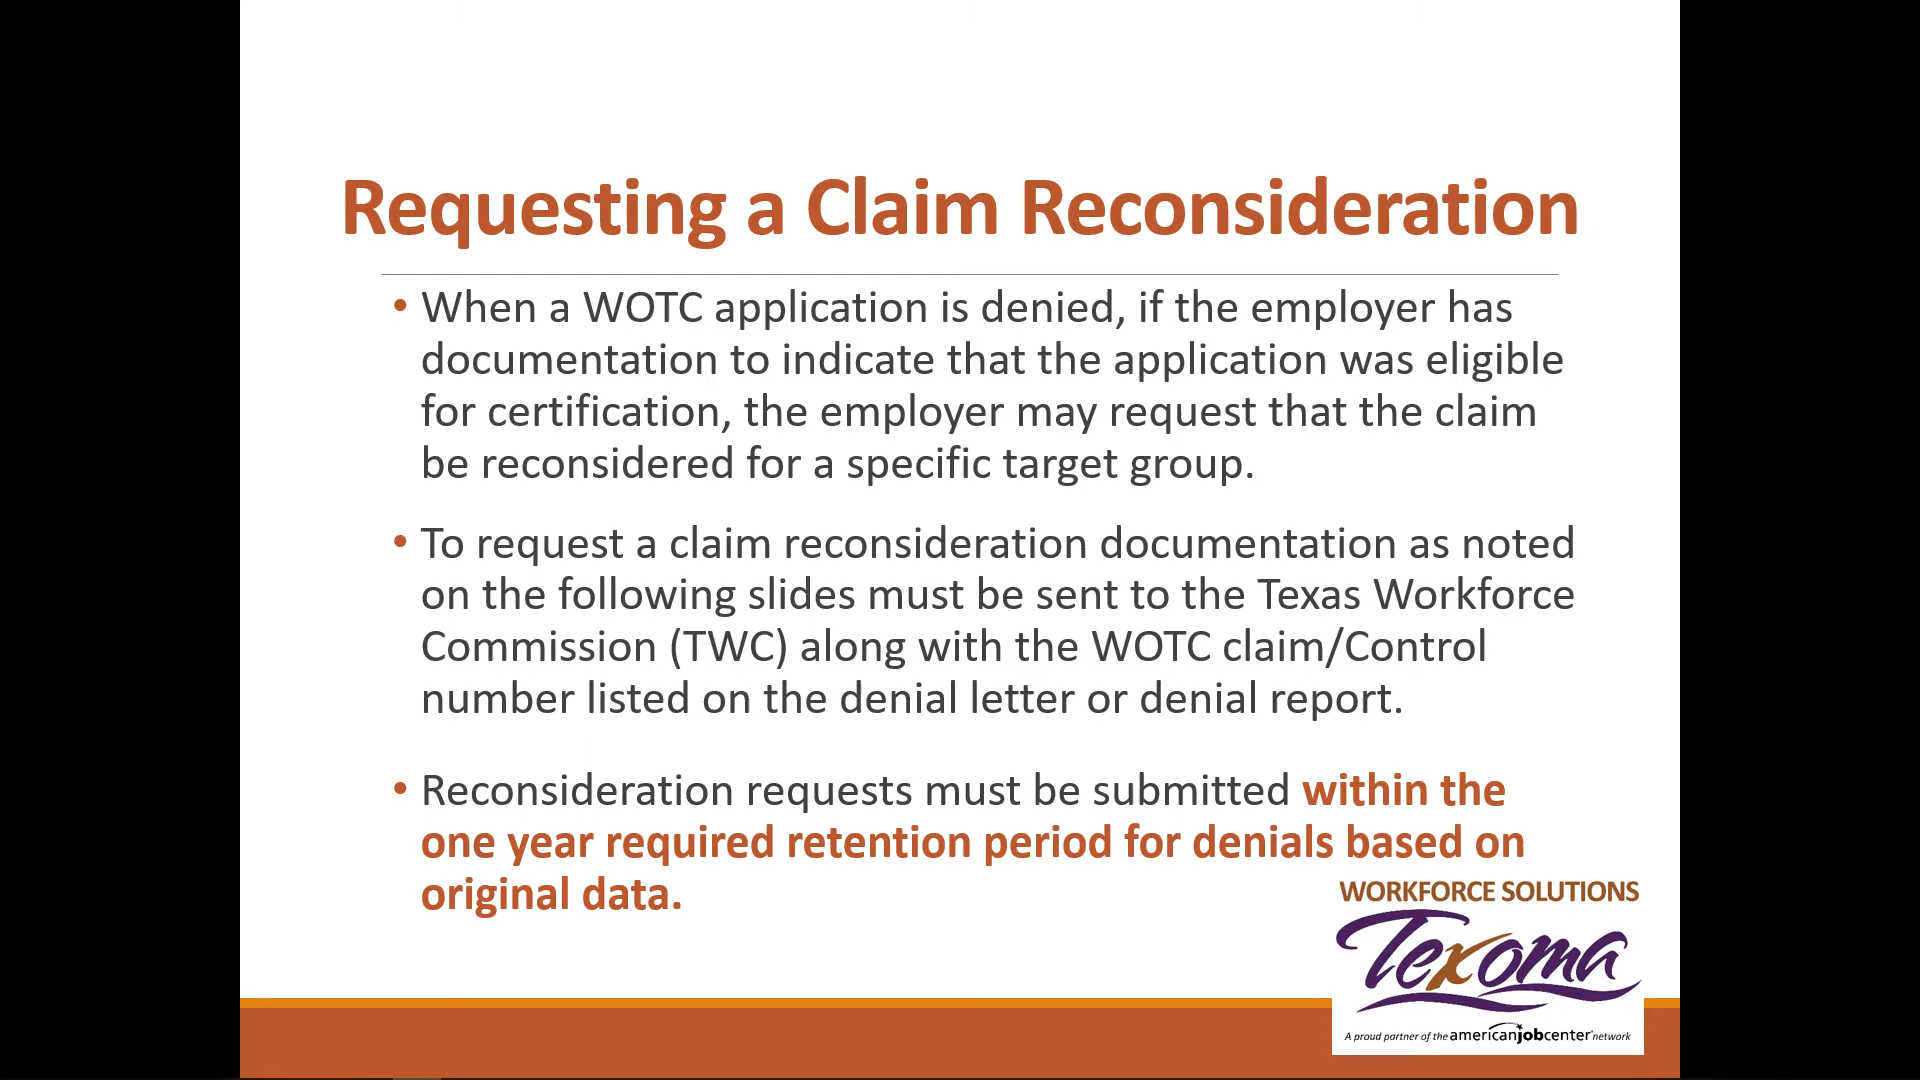 Requesting a Claim Reconsideration
• When a WOTC application is denied, if the employer has
documentation to indicate that the application was eligible
for certification, the employer may request that the claim
be reconsidered for a specific target group.
• To request a claim reconsideration documentation as noted
on the following slides must be sent to the Texas Workforce
Commission (TWC) along with the WOTC claim/Control
number listed on the denial letter or denial report.
• Reconsideration requests must be submitted within the
one year required retention period for denials based on
original data.
WORKFORCE SOLUTIONS
Texoma
A proud partner of the americanjobcenter network